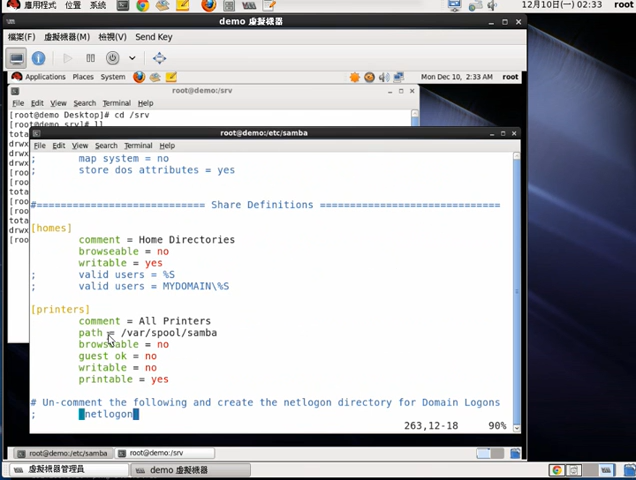 應用程式 位置 系統 12月10日(一) 02:33 root
demo 虛擬機器
檔案(F) 虛擬機器(M) 檢視(V) Send Key
Applications Places System Mon Dec 10, 2:33 AM root
root@demo:/srv
File Edit View Search Terminal Help
[root@demo Desktop]# cd /srv
[root@demo srv]# ll
root@demo:/etc/samba
File Edit View Search Terminal Help
; map system = no
; store dos attributes = yes
#============================ Share Definitions ==============================
[homes]
comment = Home Directories
browseable = no
writable = yes
; valid users = %S
; valid users = MYDOMAIN\%S
[printers]
comment = All Printers
path = /var/spool/samba
browseable = no
guest ok = no
writable = no
printable = yes
# Un-comment the following and create the netlogon directory for Domain Logons
; [netlogon]
263,12-18 90%
root@demo:/etc/samba root@demo:/srv
虛擬機器管理員 demo 虛擬機器